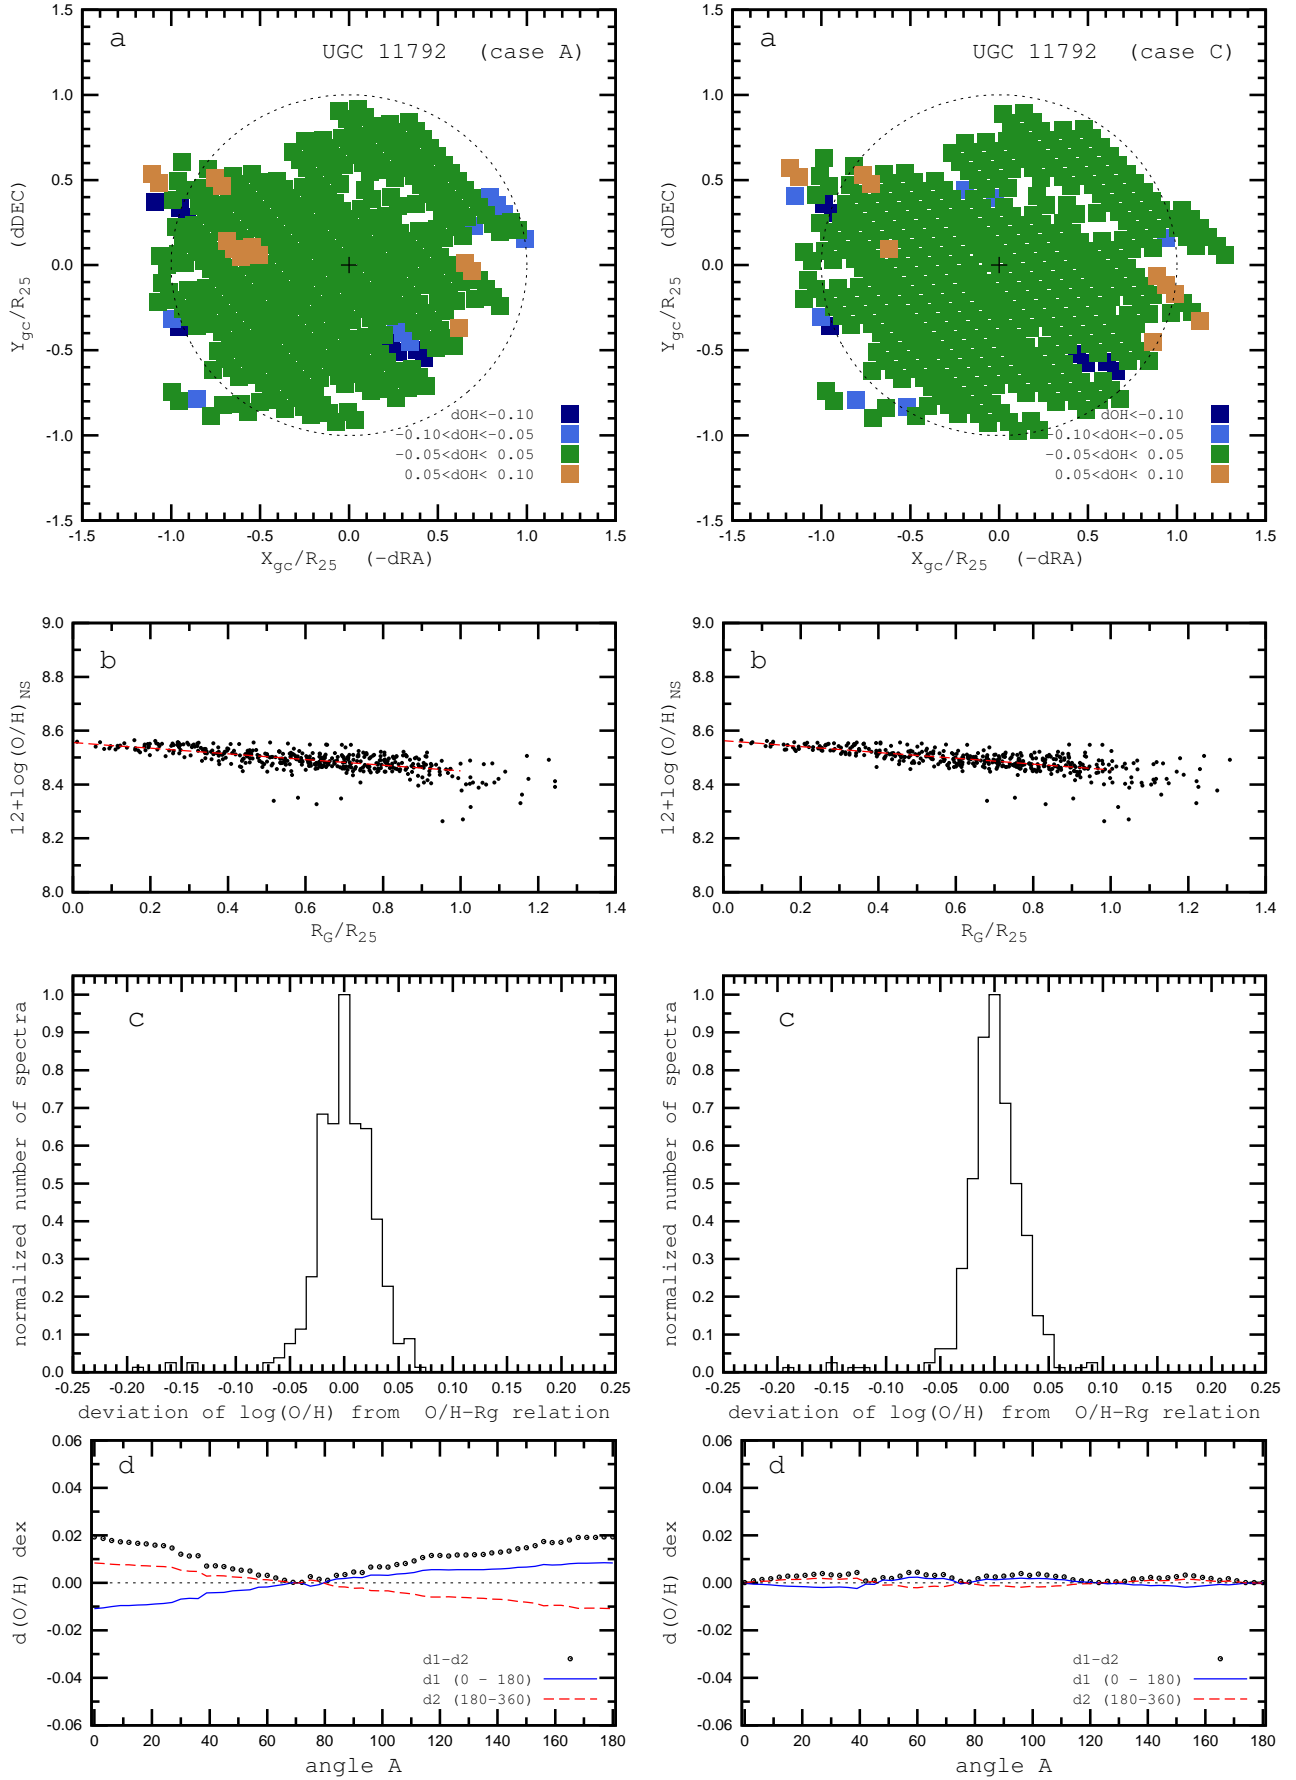 a
UGC 11792 (case A)
1.5
1.0
0.5
0.0
-0.5
-1.0
-1.5
Ygc/R25 (dDEC)
dOH<-0.10
-0.10<dOH<-0.05
-0.05<dOH< 0.05
0.05<dOH< 0.10
-1.5 -1.0 -0.5 0.0 0.5 1.0 1.5
Xgc/R25 (-dRA)
a
UGC 11792 (case C)
1.5
1.0
0.5
0.0
-0.5
-1.0
-1.5
Ygc/R25 (dDEC)
dOH<-0.10
-0.10<dOH<-0.05
-0.05<dOH< 0.05
0.05<dOH< 0.10
-1.5 -1.0 -0.5 0.0 0.5 1.0 1.5
Xgc/R25 (-dRA)
b
9.0
8.8
8.6
8.4
8.2
8.0
12+log(O/H)NS
0.0 0.2 0.4 0.6 0.8 1.0 1.2 1.4
RG/R25
b
9.0
8.8
8.6
8.4
8.2
8.0
12+log(O/H)NS
0.0 0.2 0.4 0.6 0.8 1.0 1.2 1.4
RG/R25
c
1.0
0.9
0.8
0.7
0.6
0.5
0.4
0.3
0.2
0.1
0.0
normalized number of spectra
-0.25 -0.20 -0.15 -0.10 -0.05 0.00 0.05 0.10 0.15 0.20 0.25
deviation of log(O/H) from O/H-Rg relation
c
1.0
0.9
0.8
0.7
0.6
0.5
0.4
0.3
0.2
0.1
0.0
normalized number of spectra
-0.25 -0.20 -0.15 -0.10 -0.05 0.00 0.05 0.10 0.15 0.20 0.25
deviation of log(O/H) from O/H-Rg relation
d
0.06
0.04
0.02
0.00
-0.02
-0.04
-0.06
d(O/H) dex
d1-d2
d1 (0 - 180)
d2 (180-360)
0 20 40 60 80 100 120 140 160 180
angle A
d
0.06
0.04
0.02
0.00
-0.02
-0.04
-0.06
d(O/H) dex
d1-d2
d1 (0 - 180)
d2 (180-360)
0 20 40 60 80 100 120 140 160 180
angle A